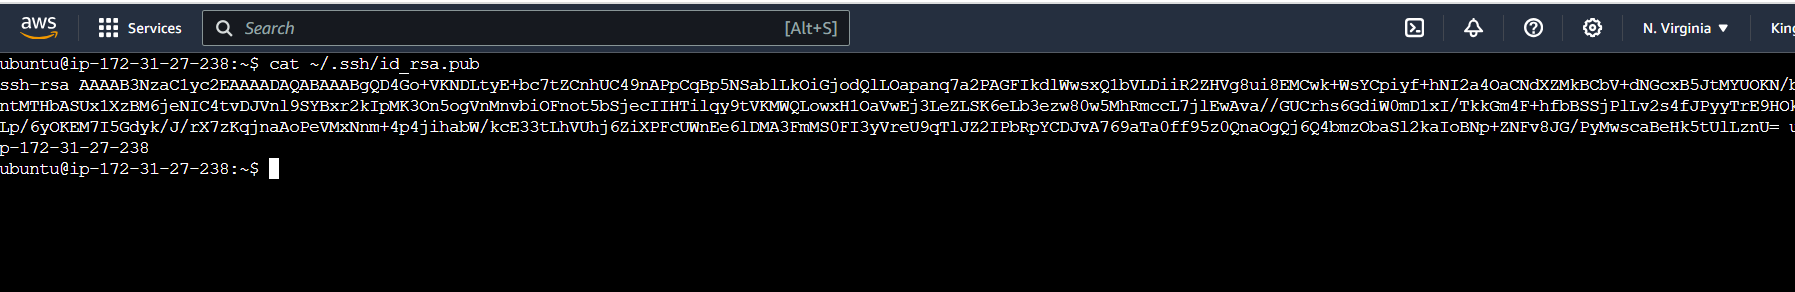 aws Services Search [Alt+S] N. Virginia King
ubuntu@ip-172-31-27-238:~$ cat ~/.ssh/id_rsa.pub
ssh-rsa AAAAB3NzaC1yc2EAAAADAQABAAABgQD4Go+VKNDLtyE+bc7tZCnhUC49nAPpCqBp5NSablLkOiGjodQlLOapanq7a2PAGFIkdlWwsxQ1bVLDiiR2ZHVg8ui8EMCwk+WsYCpiyf+hNI2a4OaCNdXZMkBCbV+dNGcxB5JtMYUOKN/b
ntMTHbASUx1XzBM6jeNIC4tvDJVnl9SYBxr2kIpMK3On5ogVnMnvbiOFnot5bSjecIIHTilqy9tVKMWQLowxHlOaVwEj3LeZLSK6eLb3ezw80w5MhRmccL7jlEwAva//GUCrhs6GdiW0mD1xI/TkkGm4F+hfbBSSjPlLv2s4fJPyyTrE9HOk
Lp/6yOKEM7I5Gdyk/J/rX7zKqjnaAoPeVMxNnm+4p4jihabW/kcE33tLhVUhj6ZiXPFcUWnEe6lDMA3FmMS0FI3yVreU9qTlJZ2IPbRpYCDJvA769aTa0ff95z0QnaOgQj6Q4bmzObaSl2kaIoBNp+ZNFv8JG/PyMwscaBeHk5tUlLznU= u
p-172-31-27-238
ubuntu@ip-172-31-27-238:~$